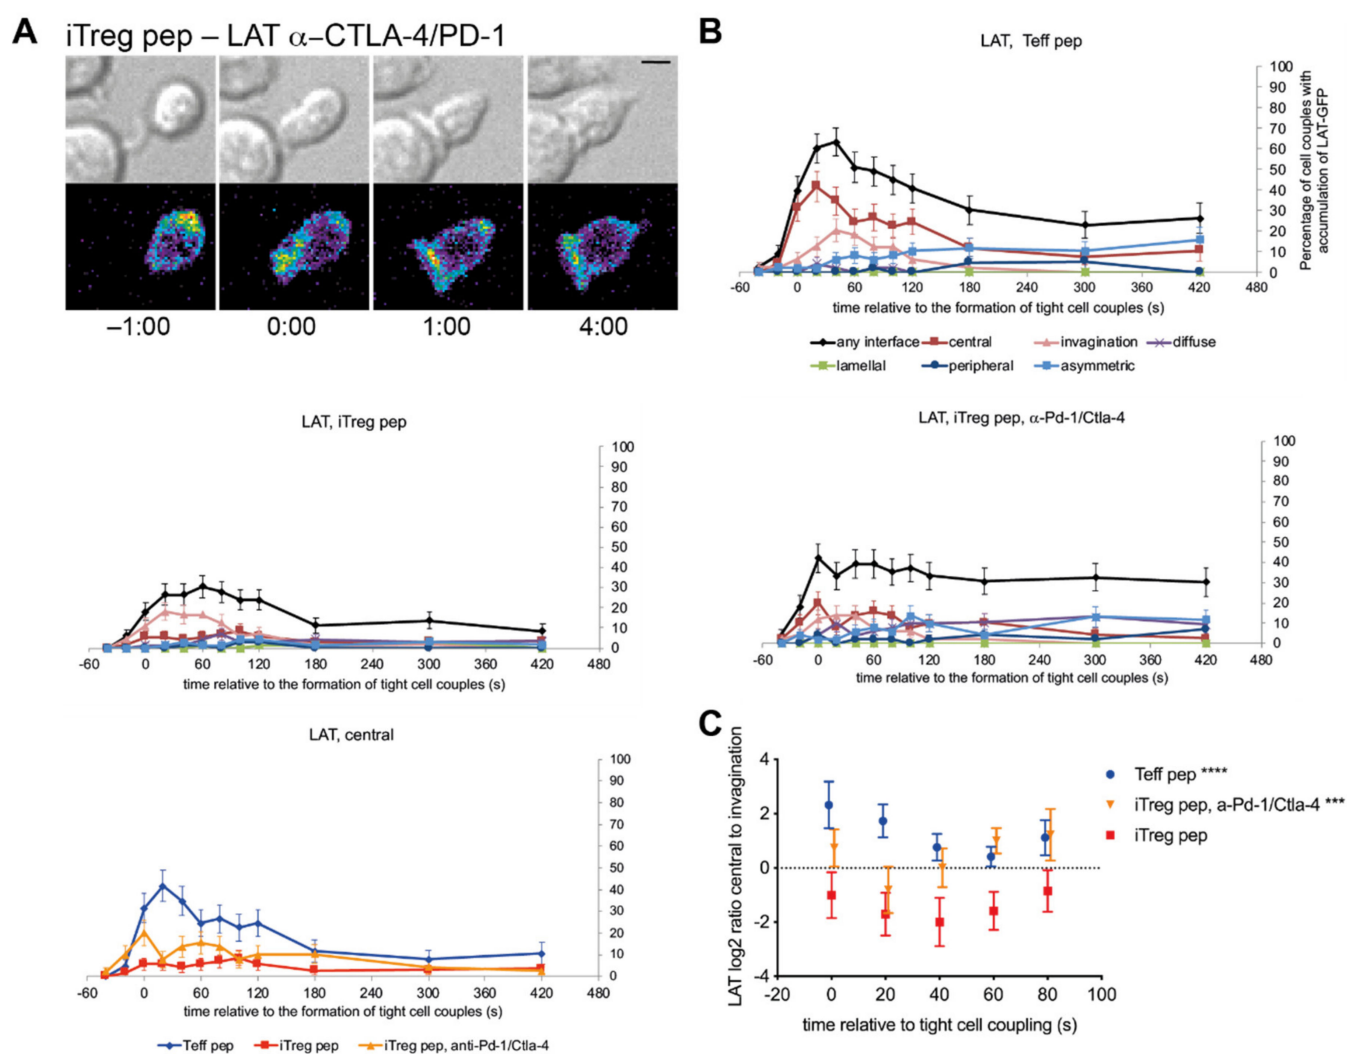 A
iTreg pep – LAT α–CTLA-4/PD-1
–1:00 0:00 1:00 4:00
B
LAT, Teff pep
100
90
80
70
60
50
40
30
20
10
0
Percentage of cell couples with
accumulation of LAT-GFP
-60 0 60 120 180 240 300 360 420 480
time relative to the formation of tight cell couples (s)
any interface central invagination diffuse
lamellal peripheral asymmetric
LAT, iTreg pep
100
90
80
70
60
50
40
30
20
10
0
-60 0 60 120 180 240 300 360 420 480
time relative to the formation of tight cell couples (s)
LAT, iTreg pep, α-Pd-1/Ctla-4
100
90
80
70
60
50
40
30
20
10
0
-60 0 60 120 180 240 300 360 420 480
time relative to the formation of tight cell couples (s)
LAT, central
100
90
80
70
60
50
40
30
20
10
0
-60 0 60 120 180 240 300 360 420 480
time relative to the formation of tight cell couples (s)
Teff pep iTreg pep iTreg pep, anti-Pd-1/Ctla-4
C
LAT log2 ratio central to invagination
4
2
0
-2
-4
-20 0 20 40 60 80 100
time relative to tight cell coupling (s)
Teff pep ****
iTreg pep, a-Pd-1/Ctla-4 ***
iTreg pep